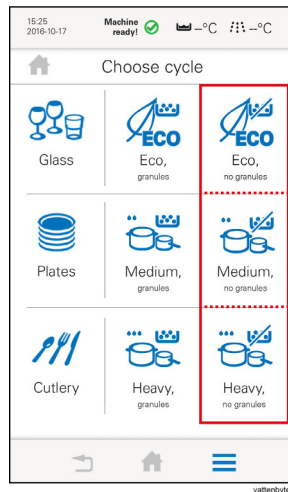 15:25
2016-10-17
Machine
ready!
--°C
--°C
Choose cycle
Glass
ECO
Eco,
granules
ECO
Eco,
no granules
Plates
Medium,
granules
Medium,
no granules
Cutlery
Heavy,
granules
Heavy,
no granules
vattenbyte